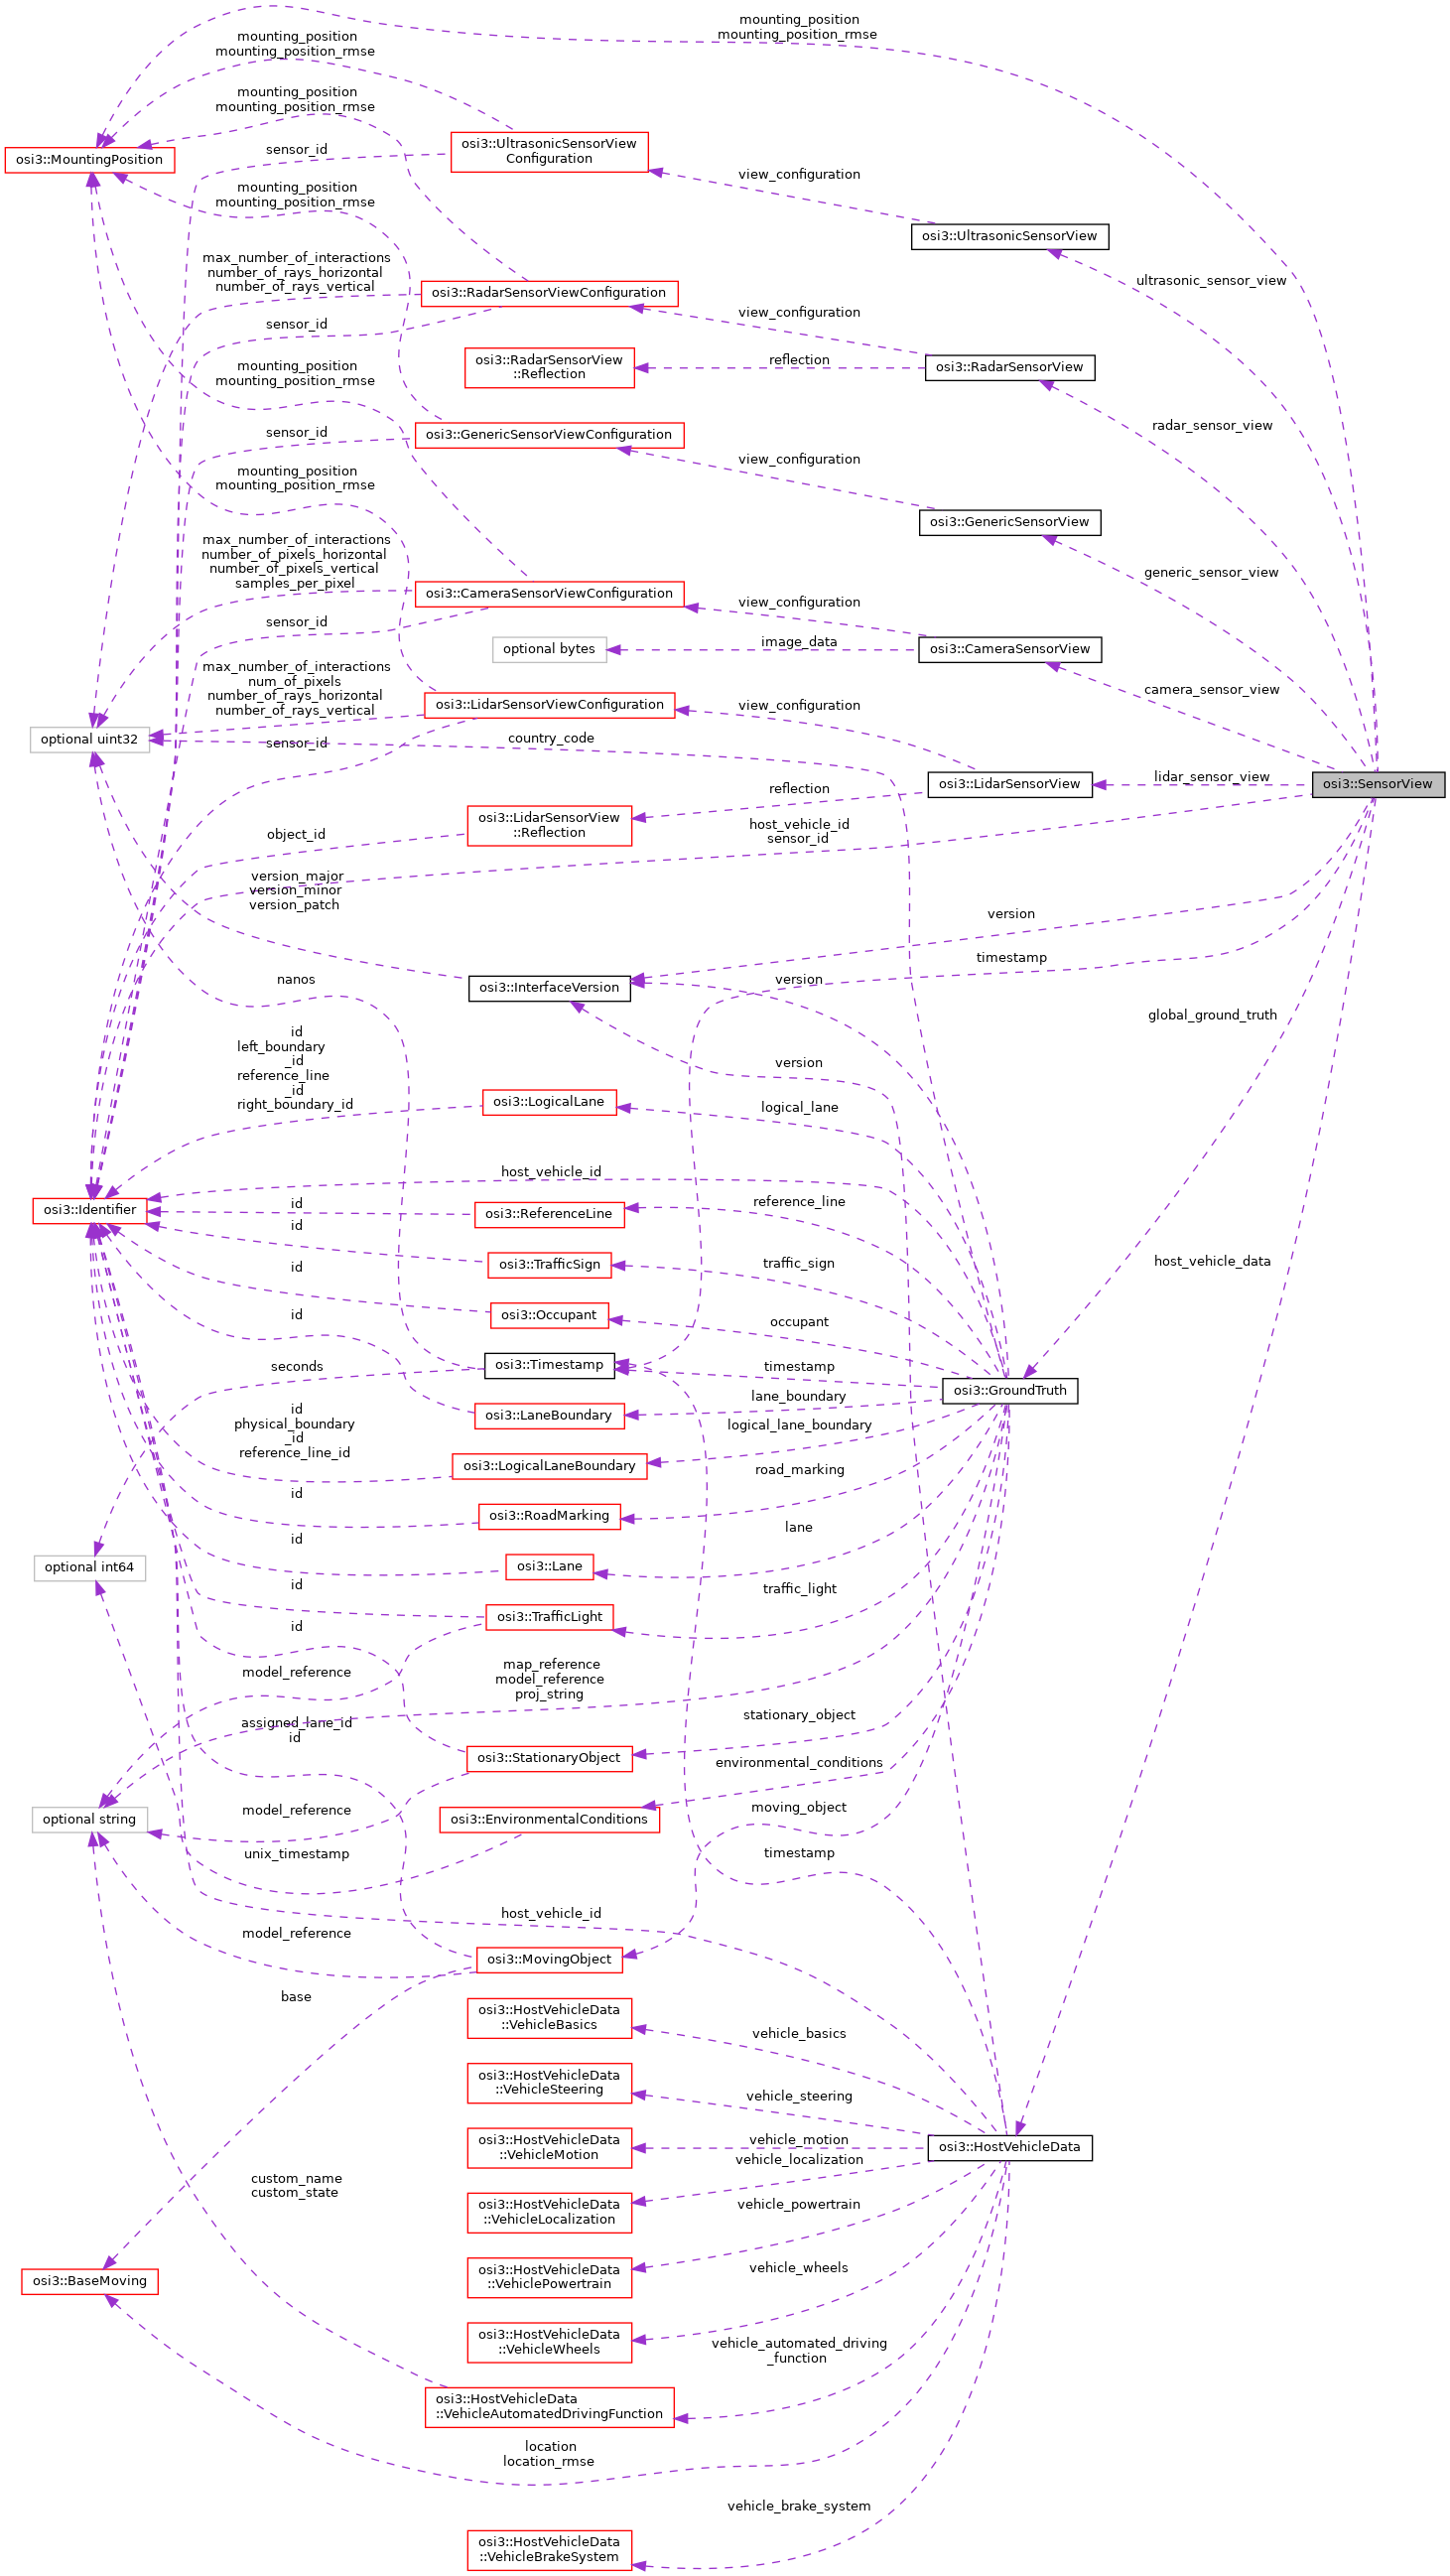 mounting_position
mounting_position_rmse
mounting_position
mounting_position_rmse
mounting_position
mounting_position_rmse
osi3::UltrasonicSensorView
Configuration
osi3::MountingPosition
sensor_id
view_configuration
mounting_position
mounting_position_rmse
osi3::UltrasonicSensorView
max_number_of_interactions
number_of_rays_horizontal
number_of_rays_vertical
ultrasonic_sensor_view
osi3::RadarSensorViewConfiguration
view_configuration
sensor_id
osi3::RadarSensorView
::Reflection
reflection
osi3::RadarSensorView
mounting_position
mounting_position_rmse
radar_sensor_view
sensor_id
osi3::GenericSensorViewConfiguration
view_configuration
mounting_position
mounting_position_rmse
osi3::GenericSensorView
max_number_of_interactions
number_of_pixels_horizontal
number_of_pixels_vertical
samples_per_pixel
generic_sensor_view
osi3::CameraSensorViewConfiguration
view_configuration
sensor_id
optional bytes
image_data
osi3::CameraSensorView
max_number_of_interactions
num_of_pixels
number_of_rays_horizontal
number_of_rays_vertical
camera_sensor_view
osi3::LidarSensorViewConfiguration
view_configuration
optional uint32
sensor_id
country_code
lidar_sensor_view
osi3::LidarSensorView
osi3::SensorView
reflection
osi3::LidarSensorView
::Reflection
object_id
host_vehicle_id
sensor_id
version_major
version_minor
version_patch
version
nanos
osi3::InterfaceVersion
version
timestamp
global_ground_truth
id
left_boundary
_id
reference_line
_id
right_boundary_id
version
osi3::LogicalLane
logical_lane
host_vehicle_id
osi3::Identifier
id
osi3::ReferenceLine
reference_line
id
osi3::TrafficSign
traffic_sign
host_vehicle_data
id
osi3::Occupant
occupant
id
seconds
osi3::Timestamp
timestamp
osi3::GroundTruth
lane_boundary
osi3::LaneBoundary
id
physical_boundary
_id
reference_line_id
logical_lane_boundary
osi3::LogicalLaneBoundary
road_marking
id
osi3::RoadMarking
lane
id
optional int64
osi3::Lane
id
traffic_light
osi3::TrafficLight
id
model_reference
map_reference
model_reference
proj_string
assigned_lane_id
id
stationary_object
osi3::StationaryObject
environmental_conditions
optional string
model_reference
osi3::EnvironmentalConditions
moving_object
unix_timestamp
timestamp
host_vehicle_id
model_reference
osi3::MovingObject
base
osi3::HostVehicleData
::VehicleBasics
vehicle_basics
osi3::HostVehicleData
::VehicleSteering
vehicle_steering
osi3::HostVehicleData
::VehicleMotion
vehicle_motion
osi3::HostVehicleData
vehicle_localization
custom_name
custom_state
osi3::HostVehicleData
::VehicleLocalization
vehicle_powertrain
osi3::BaseMoving
osi3::HostVehicleData
::VehiclePowertrain
vehicle_wheels
osi3::HostVehicleData
::VehicleWheels
vehicle_automated_driving
_function
osi3::HostVehicleData
::VehicleAutomatedDrivingFunction
location
location_rmse
vehicle_brake_system
osi3::HostVehicleData
::VehicleBrakeSystem